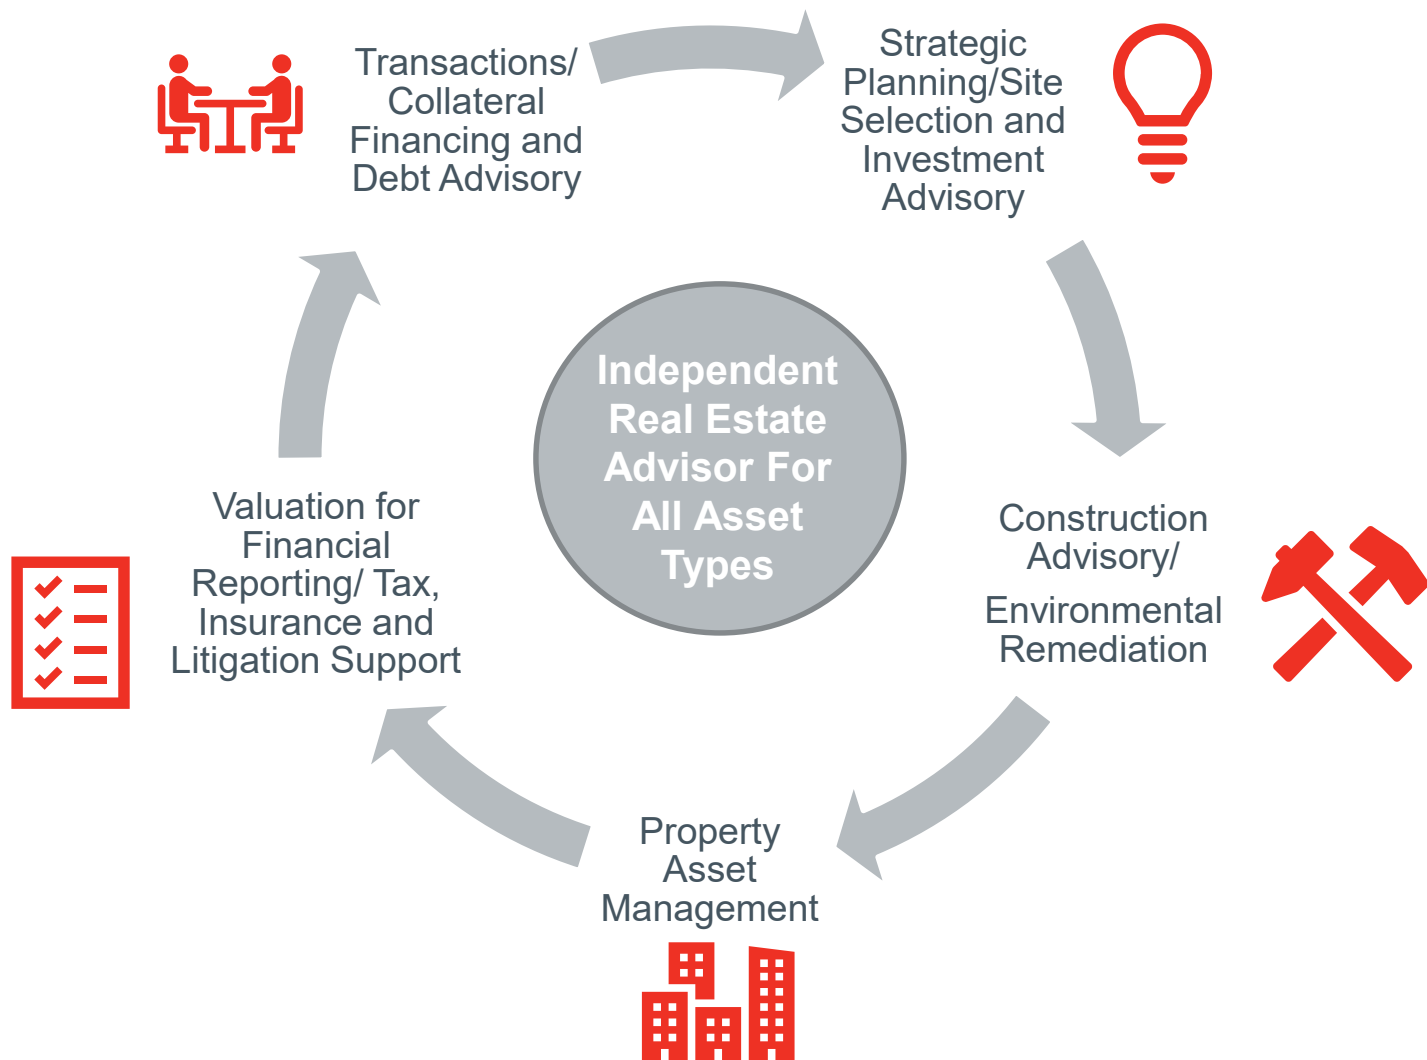 Transactions/
Collateral
Financing and
Debt Advisory
Strategic
Planning/Site
Selection and
Investment
Advisory
Independent
Real Estate
Advisor For
All Asset
Types
Valuation for
Financial
Reporting/ Tax,
Insurance and
Litigation Support
Construction
Advisory/
Environmental
Remediation
Property
Asset
Management